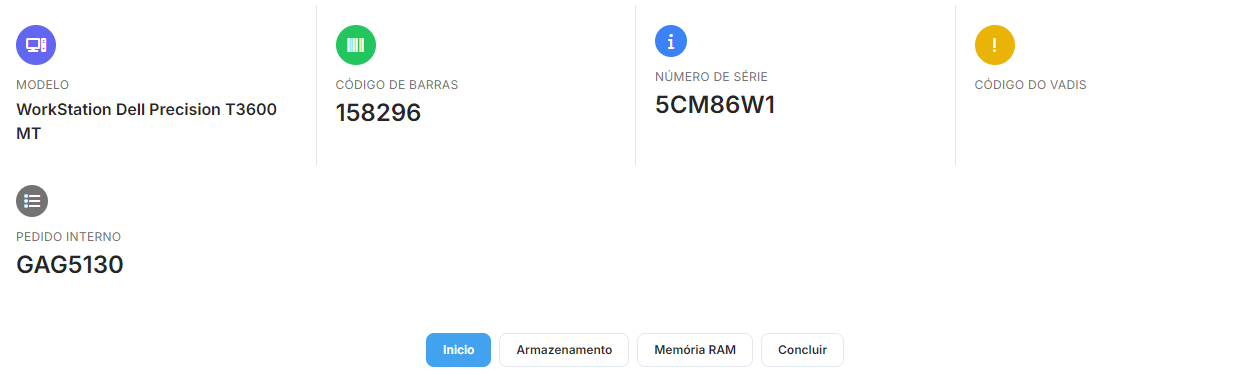 MODELO
WorkStation Dell Precision T3600
MT
CÓDIGO DE BARRAS
158296
NÚMERO DE SÉRIE
5CM86W1
CÓDIGO DO VADIS
PEDIDO INTERNO
GAG5130
Inicio
Armazenamento
Memória RAM
Concluir